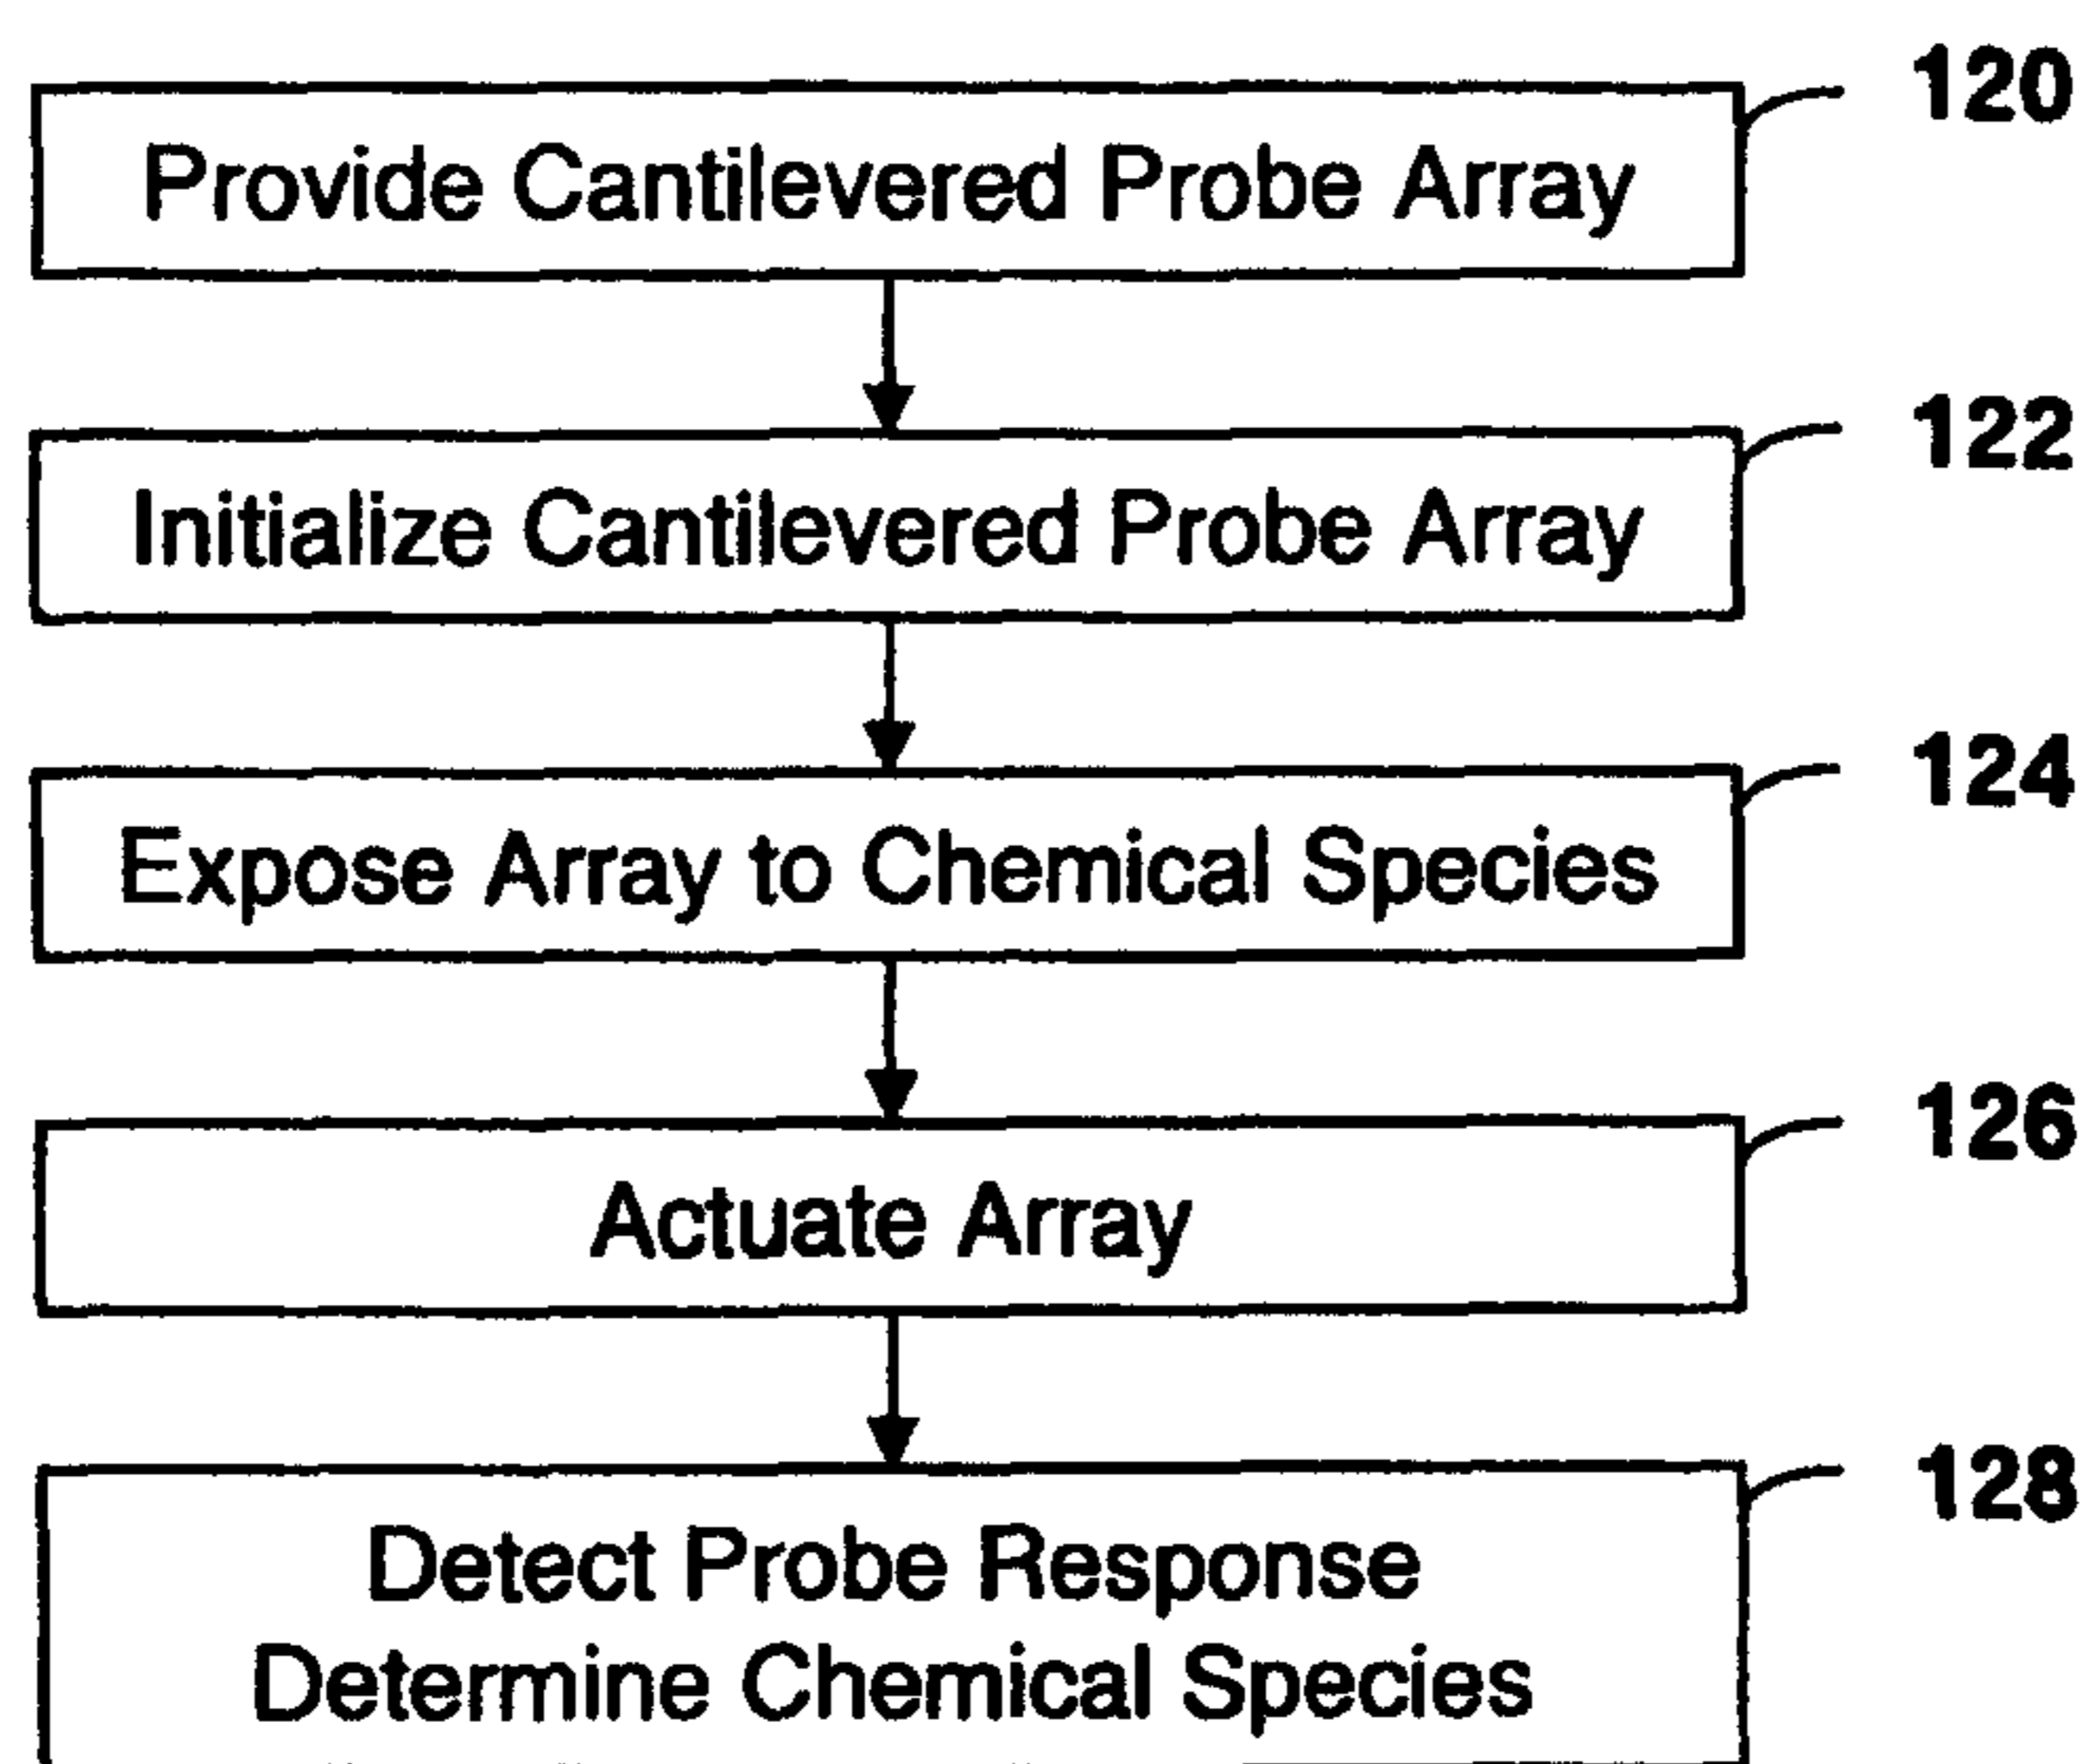 120
Provide Cantilevered Probe Array
122
Initialize Cantilevered Probe Array
124
Expose Array to Chemical Species
126
Actuate Array
128
Detect Probe Response
Determine Chemical Species